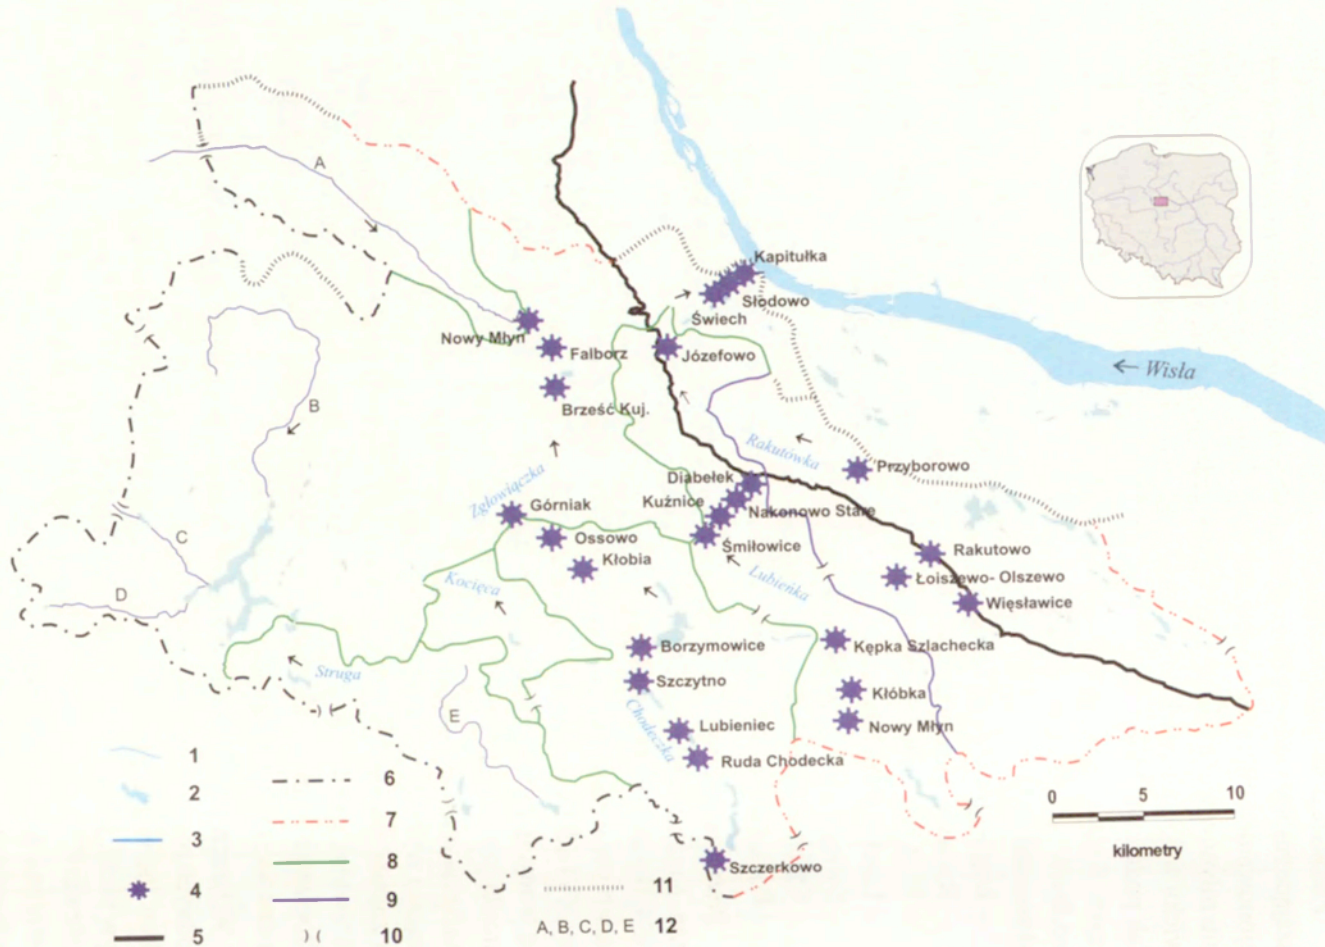 A
Kapitułka
Słodowo
Świech
Nowy Młyn
Falborz
Józefowo
Wisła
Brześć Kuj.
B
Rakutówka
Przyborowo
Diabełek
Zgłowiączka
Kuźnice
Górniak
Nakonowo Stare
C
Ossowo
Śmiłowice
Rakutowo
Kłobia
Lubieńka
Łoiszewo- Olszewo
Kocięca
D
Więsławice
Borzymowice
Kępka Szlachecka
Struga
Szczytno
Kłóbka
E
Chodeczka
Lubieniec
Nowy Młyn
Ruda Chodecka
Szczerkowo
0 5 10
kilometry
1
2
3
4
5
6
7
8
9
10
11
A, B, C, D, E 12